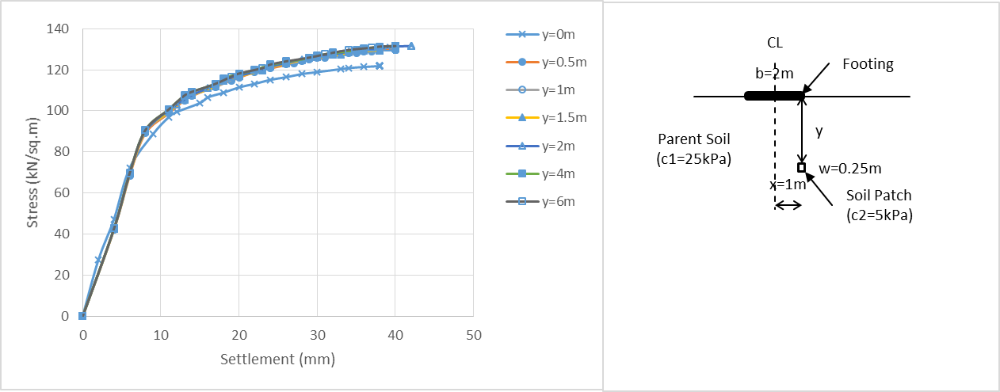 140
120
100
80
60
40
20
0
Stress (kN/sq.m)
0 10 20 30 40 50
Settlement (mm)
y=0m
y=0.5m
y=1m
y=1.5m
y=2m
y=4m
y=6m
CL
b=2m
Footing
y
Parent Soil
(c1=25kPa)
w=0.25m
x=1m
Soil Patch
(c2=5kPa)